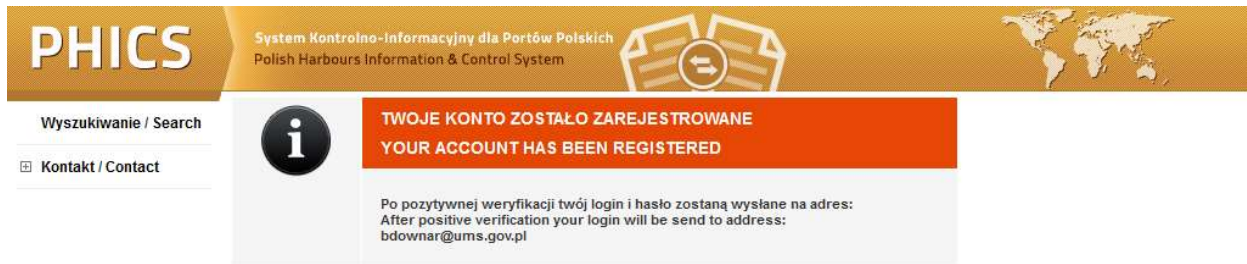 PHICS
System Kontrolno-Informacyjny dla Portów Polskich
Polish Harbours Information & Control System
Wyszukiwanie / Search
Kontakt / Contact
TWOJE KONTO ZOSTAŁO ZAREJESTROWANE
YOUR ACCOUNT HAS BEEN REGISTERED
Po pozytywnej weryfikacji twój login i hasło zostaną wysłane na adres:
After positive verification your login will be send to address:
bdownar@ums.gov.pl